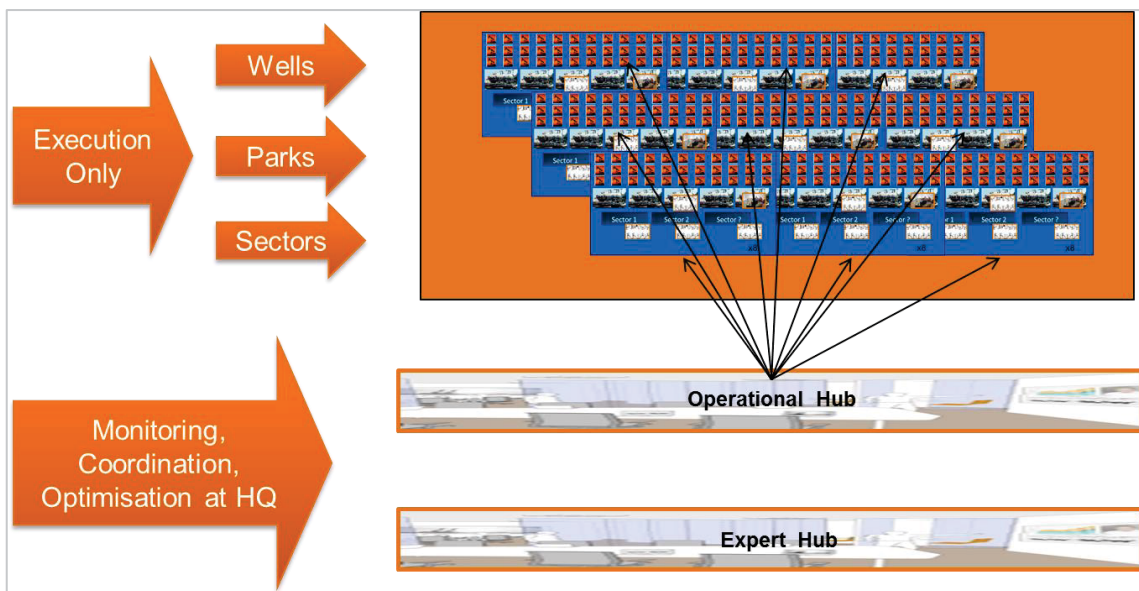 Wells
Execution
Only
Parks
Sectors
Sector 1
Sector 1
Sector 1 Sector 2 Sector ? Sector 1 Sector 2 Sector ? 1 Sector 2 Sector ?
x6 x6 x6
Operational Hub
Monitoring,
Coordination,
Optimisation at HQ
Expert Hub